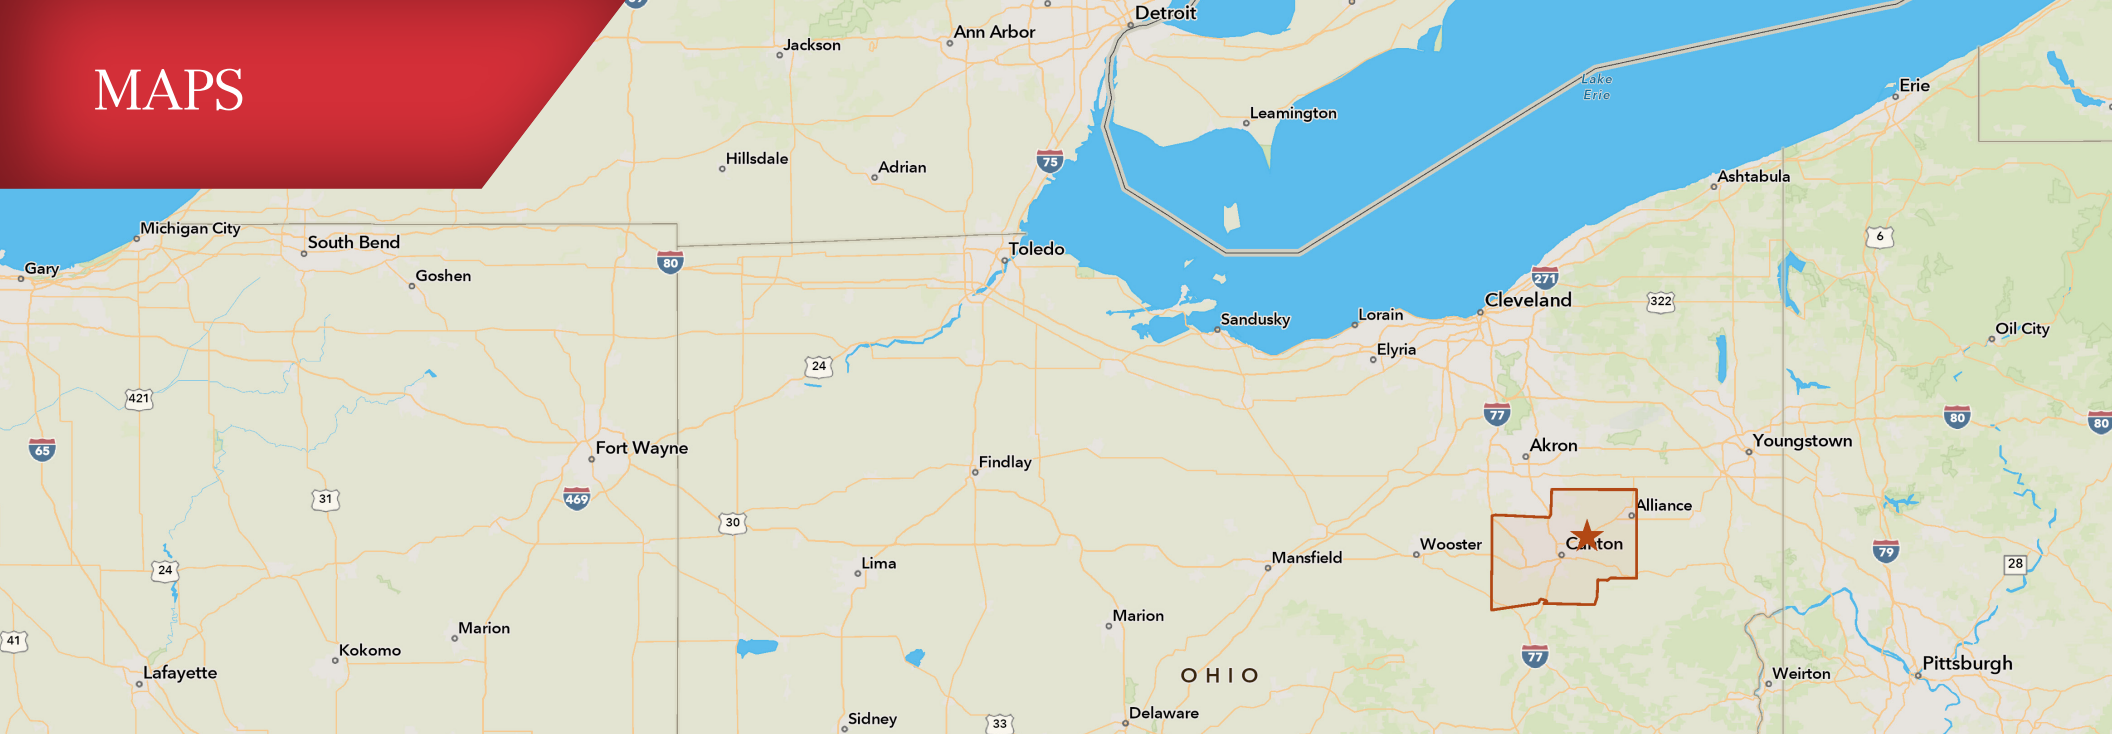 MAPS
Detroit
Ann Arbor
Jackson
Lake
Erie
Erie
Leamington
75
Hillsdale
Adrian
Ashtabula
Michigan City
South Bend
6
Toledo
80
Gary
Goshen
271
Cleveland
322
Sandusky
Lorain
Oil City
Elyria
24
421
77
80
80
65
Fort Wayne
Akron
Youngstown
Findlay
469
31
Alliance
30
Wooster
Canton
79
Mansfield
28
24
Lima
Marion
Marion
41
Kokomo
77
Pittsburgh
Lafayette
OHIO
Weirton
Delaware
Sidney
33